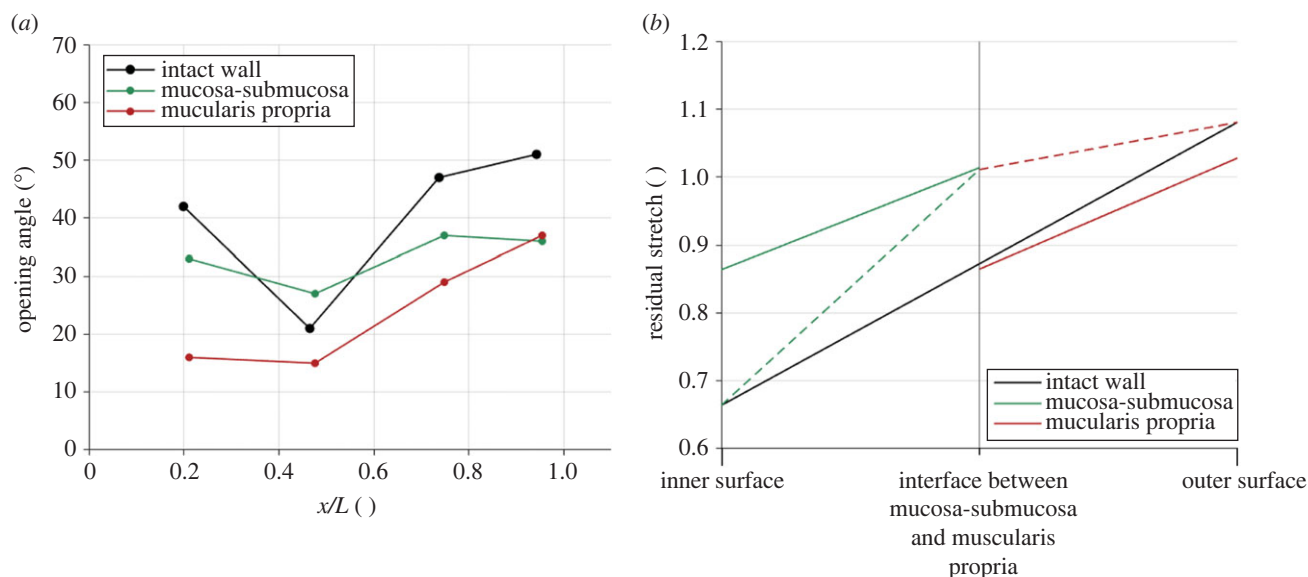 (a)
70
60
50
40
30
20
10
0
opening angle (°)
intact wall
mucosa-submucosa
mucularis propria
0
0.2
0.4
0.6
0.8
1.0
x/L ( )
(b)
1.2
1.1
1.0
0.9
0.8
0.7
0.6
residual stretch ( )
intact wall
mucosa-submucosa
mucularis propria
inner surface
interface between
mucosa-submucosa
and muscularis
propria
outer surface